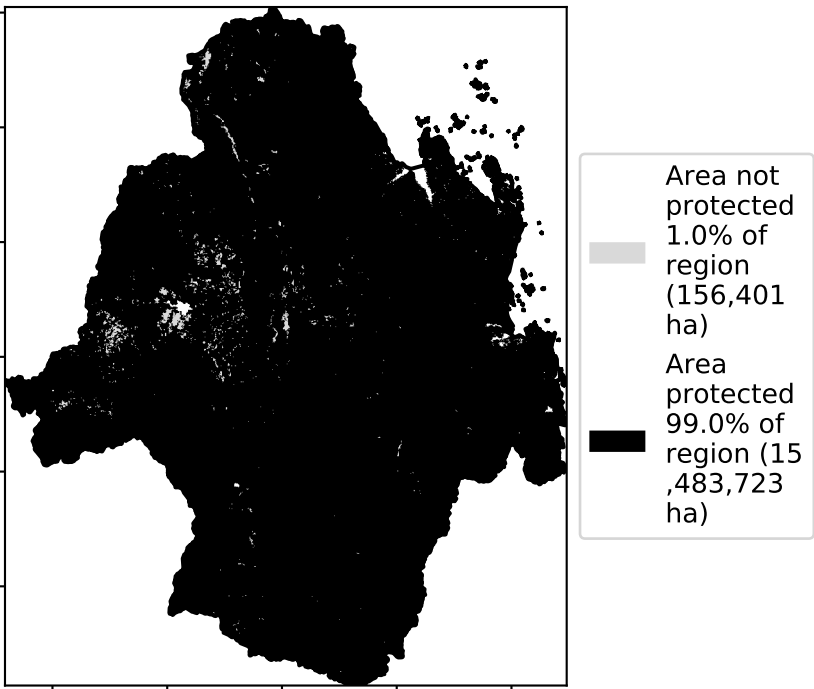 Area not
protected
1.0% of
region
(156,401
ha)
Area
protected
99.0% of
region (15
,483,723
ha)